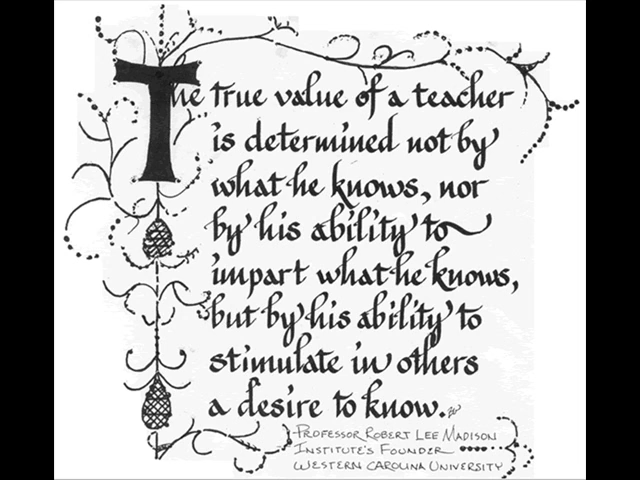 The true value of a teacher
is determined not by
what he knows, nor
by his ability to
impart what he knows,
but by his ability to
stimulate in others
a desire to know.
PROFESSOR ROBERT LEE MADISON
INSTITUTE'S FOUNDER
WESTERN CAROLINA UNIVERSITY